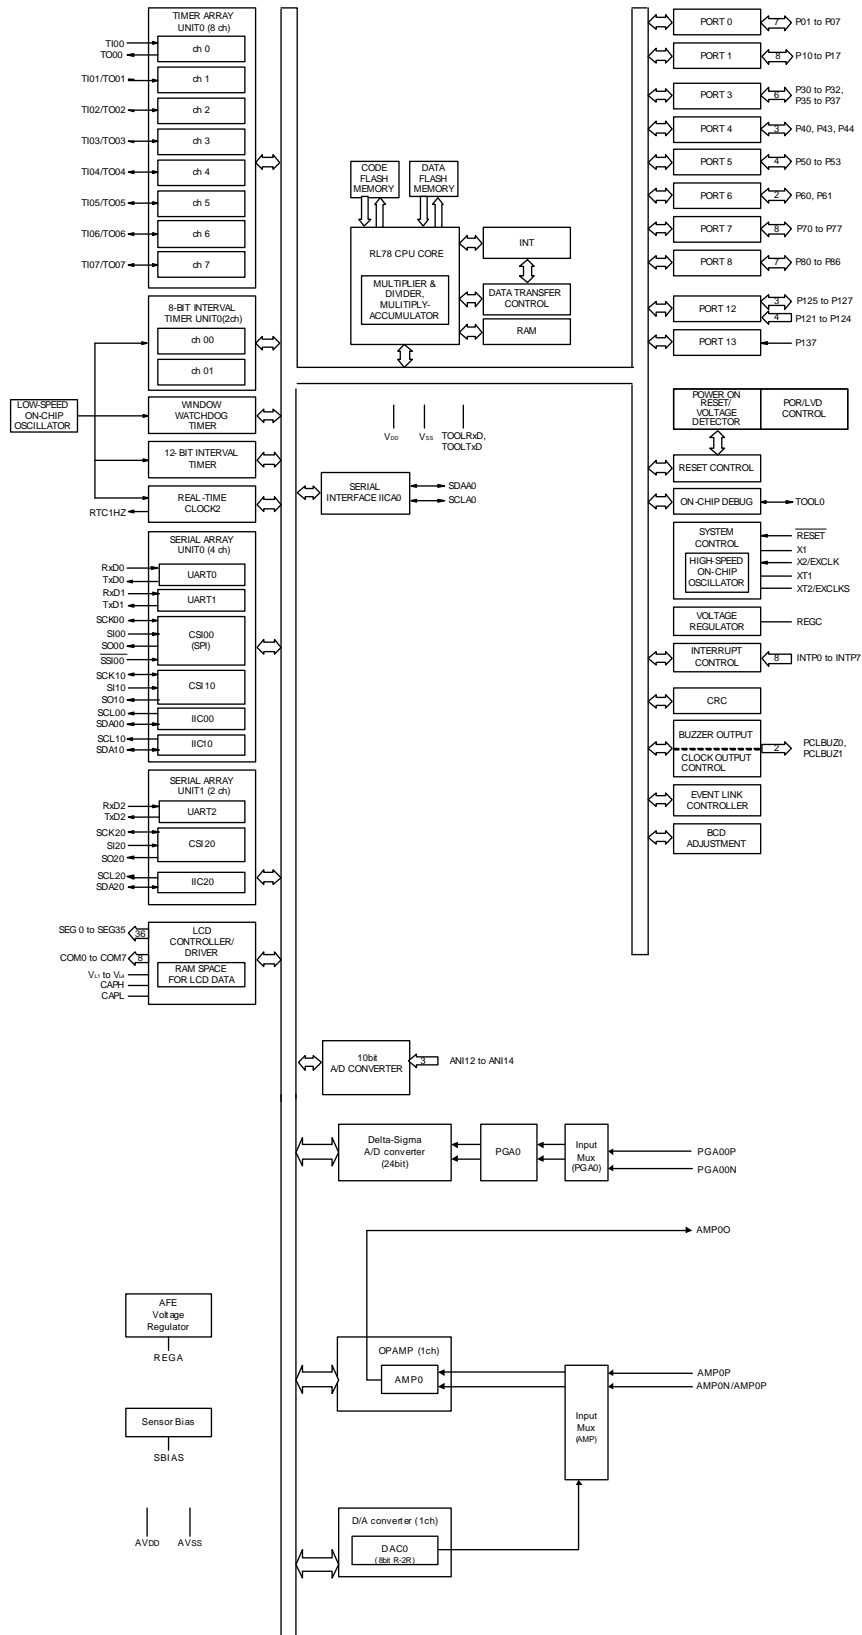 TIMER ARRAY
UNIT0 (8 ch)
TI00
TO00
ch 0
TI01/TO01
ch 1
TI02/TO02
ch 2
TI03/TO03
ch 3
TI04/TO04
ch 4
TI05/TO05
ch 5
TI06/TO06
ch 6
TI07/TO07
ch 7
8-BIT INTERVAL
TIMER UNIT0(2ch)
ch 00
ch 01
LOW-SPEED
ON-CHIP
OSCILLATOR
WINDOW
WATCHDOG
TIMER
12- BIT INTERVAL
TIMER
REAL-TIME
CLOCK2
RTC1HZ
SERIAL ARRAY
UNIT0 (4 ch)
RxD0
TxD0
UART0
RxD1
TxD1
UART1
SCK00
SI00
SO00
SSI00
CSI00
(SPI)
SCK10
SI10
SO10
CSI10
SCL00
SDA00
IIC00
SCL10
SDA10
IIC10
SERIAL ARRAY
UNIT1 (2 ch)
RxD2
TxD2
UART2
SCK20
SI20
SO20
CSI20
SCL20
SDA20
IIC20
SEG0 to SEG35
36
COM0 to COM7
8
VL1 to VL4
CAPH
CAPL
LCD
CONTROLLER/
DRIVER
RAM SPACE
FOR LCD DATA
CODE
FLASH
MEMORY
DATA
FLASH
MEMORY
RL78 CPU CORE
MULTIPLIER &
DIVIDER,
MULITIPLY-
ACCUMULATOR
INT
DATA TRANSFER
CONTROL
RAM
VDD
VSS
TOOLRxD,
TOOLTxD
SERIAL
INTERFACE IICA0
SDAA0
SCLA0
PORT 0
7
P01 to P07
PORT 1
8
P10 to P17
PORT 3
6
P30 to P32,
P35 to P37
PORT 4
3
P40, P43, P44
PORT 5
4
P50 to P53
PORT 6
2
P60, P61
PORT 7
8
P70 to P77
PORT 8
7
P80 to P86
PORT 12
3
P125 to P127
4
P121 to P124
PORT 13
P137
POWER ON
RESET/
VOLTAGE
DETECTOR
POR/LVD
CONTROL
RESET CONTROL
ON-CHIP DEBUG
TOOL0
SYSTEM
CONTROL
HIGH-SPEED
ON-CHIP
OSCILLATOR
RESET
X1
X2/EXCLK
XT1
XT2/EXCLKS
VOLTAGE
REGULATOR
REGC
INTERRUPT
CONTROL
8
INTP0 to INTP7
CRC
BUZZER OUTPUT
CLOCK OUTPUT
CONTROL
2
PCLBUZ0,
PCLBUZ1
EVENT LINK
CONTROLLER
BCD
ADJUSTMENT
10bit
A/D CONVERTER
3
ANI12 to ANI14
Delta-Sigma
A/D converter
(24bit)
PGA0
Input
Mux
(PGA0)
PGA00P
PGA00N
AMP0O
AFE
Voltage
Regulator
REGA
OPAMP (1ch)
AMP0
AMP0P
AMP0N/AMP0P
Input
Mux
(AMP)
Sensor Bias
SBIAS
AVDD
AVSS
D/A converter (1ch)
DAC0
(8bit R-2R)